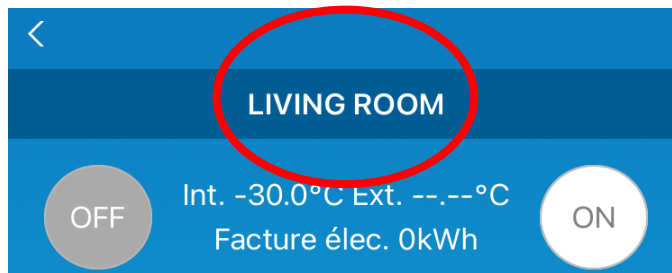 LIVING ROOM
OFF
Int. -30.0°C Ext. --.--°C
Facture élec. 0kWh
ON